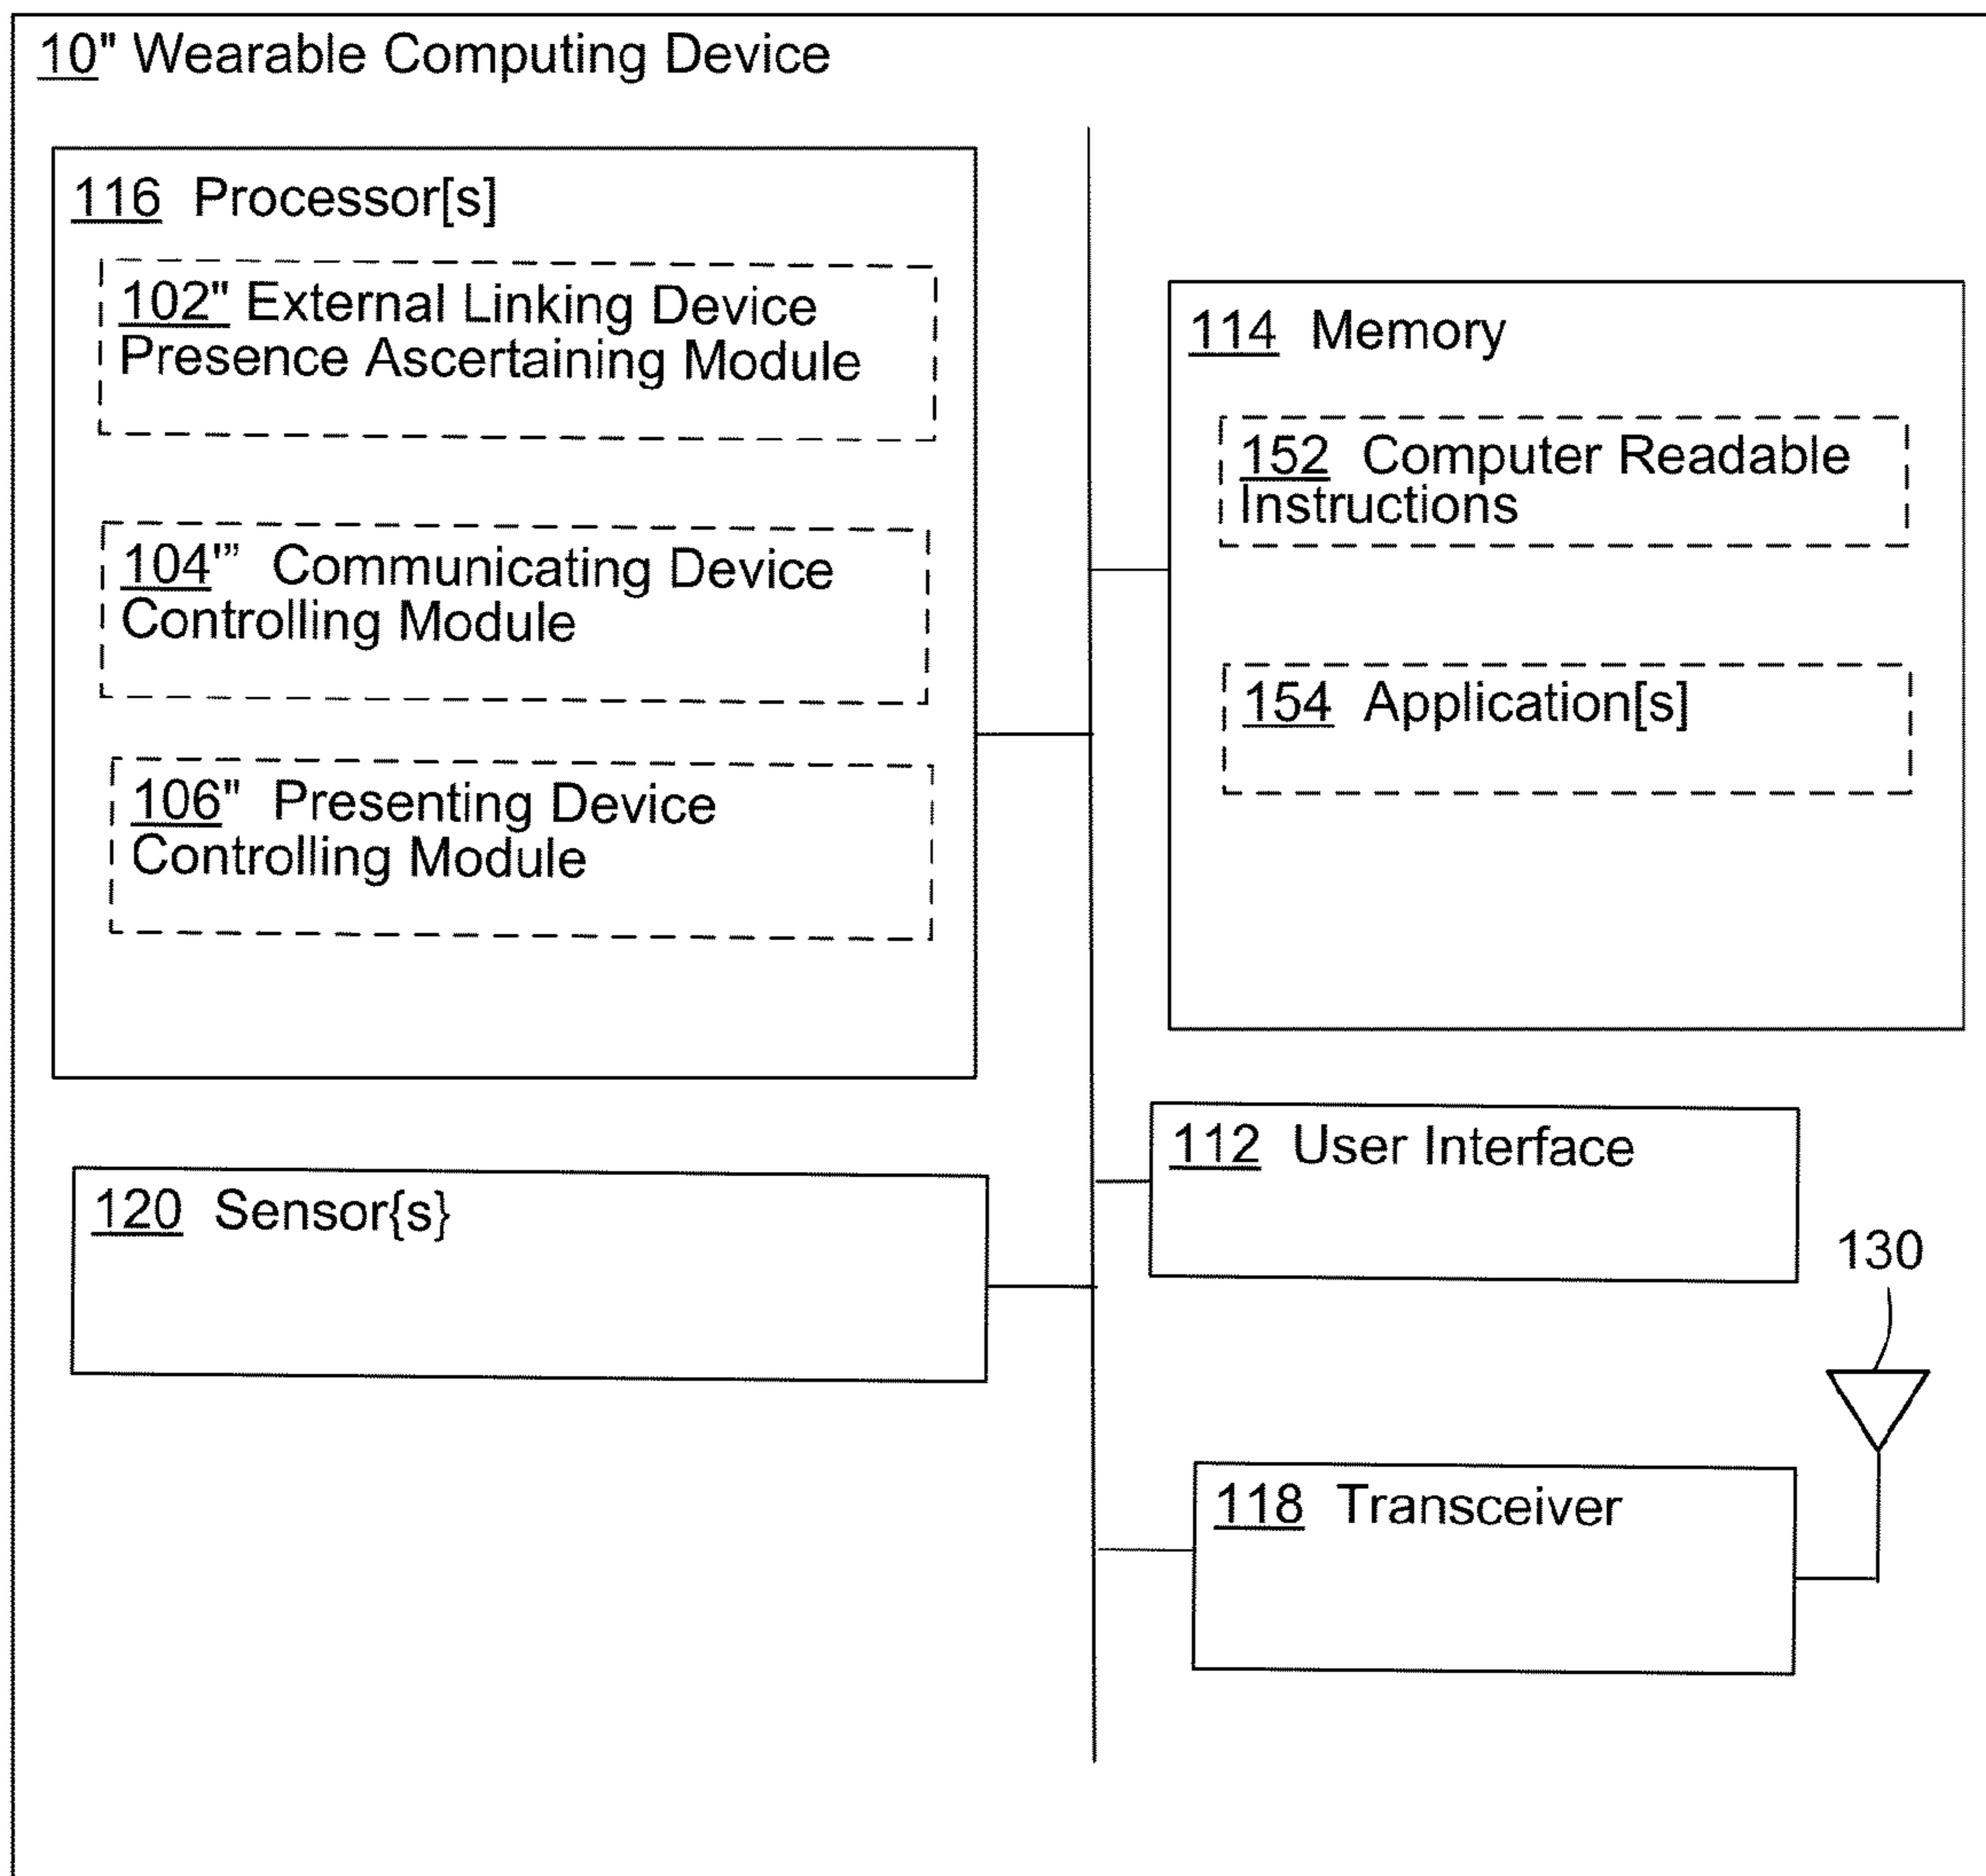 10" Wearable Computing Device
116 Processor[s]
102" External Linking Device
Presence Ascertaining Module
104'" Communicating Device
Controlling Module
106" Presenting Device
Controlling Module
120 Sensor{s}
114 Memory
152 Computer Readable
Instructions
154 Application[s]
112 User Interface
130
118 Transceiver